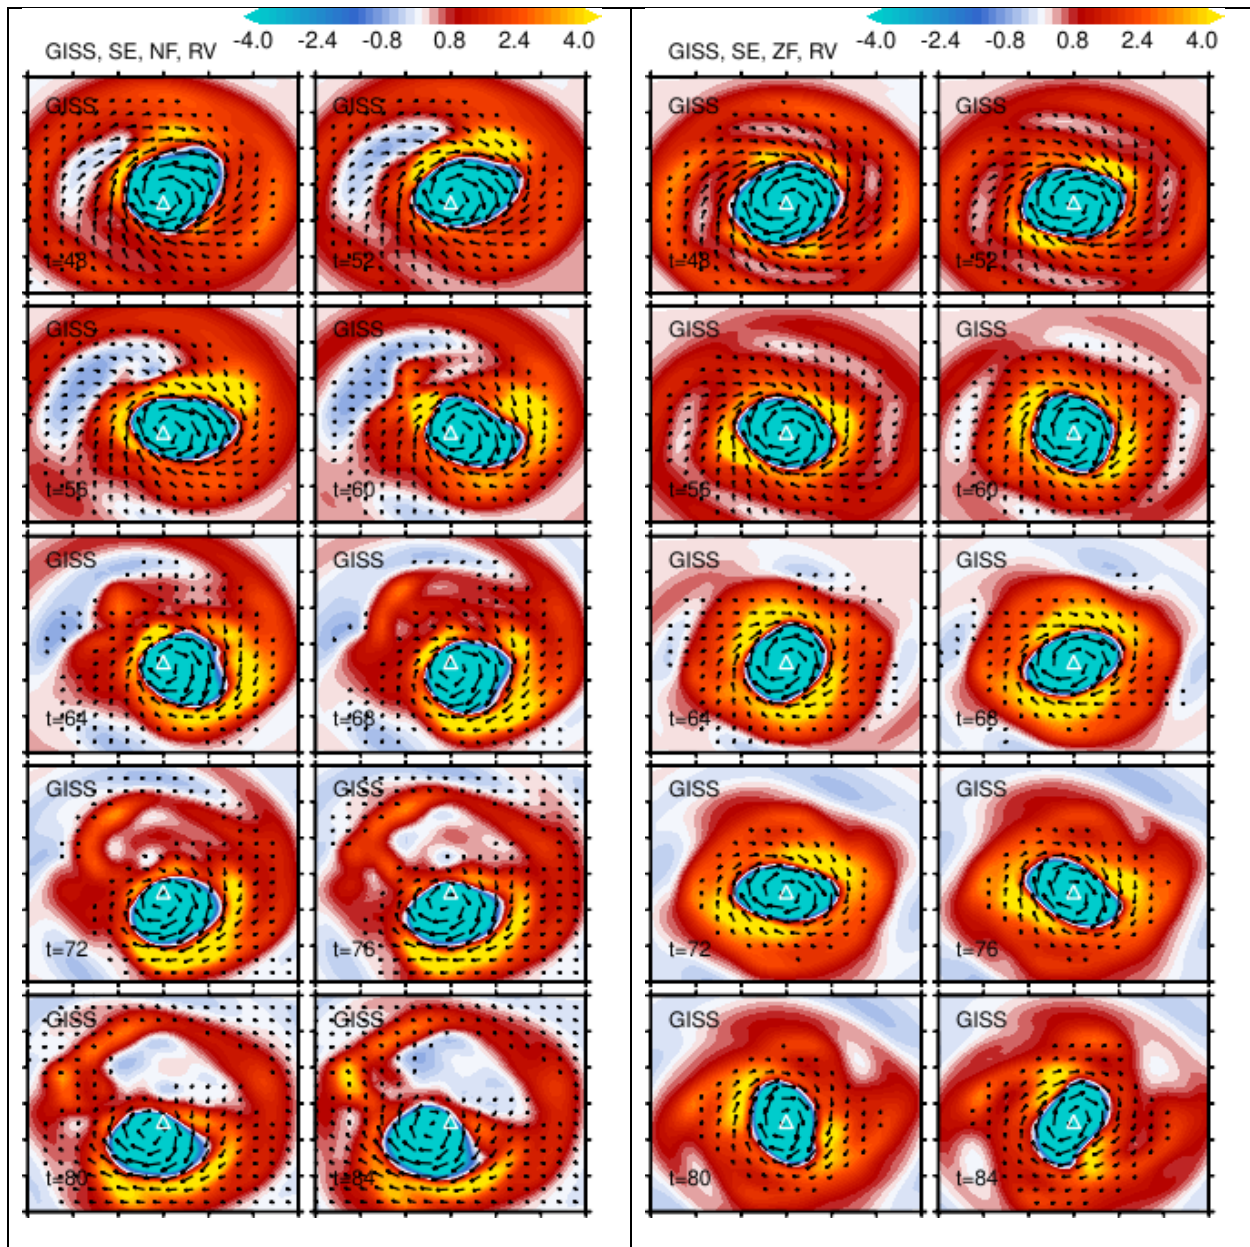 -4.0 -2.4 -0.8 0.8 2.4 4.0
GISS, SE, NF, RV
GISS GISS
t=48 t=52
GISS GISS
t=56 t=60
GISS GISS
t=64 t=68
GISS GISS
t=72 t=76
GISS GISS
t=80 t=84
-4.0 -2.4 -0.8 0.8 2.4 4.0
GISS, SE, ZF, RV
GISS GISS
t=48 t=52
GISS GISS
t=56 t=60
GISS GISS
t=64 t=68
GISS GISS
t=72 t=76
GISS GISS
t=80 t=84